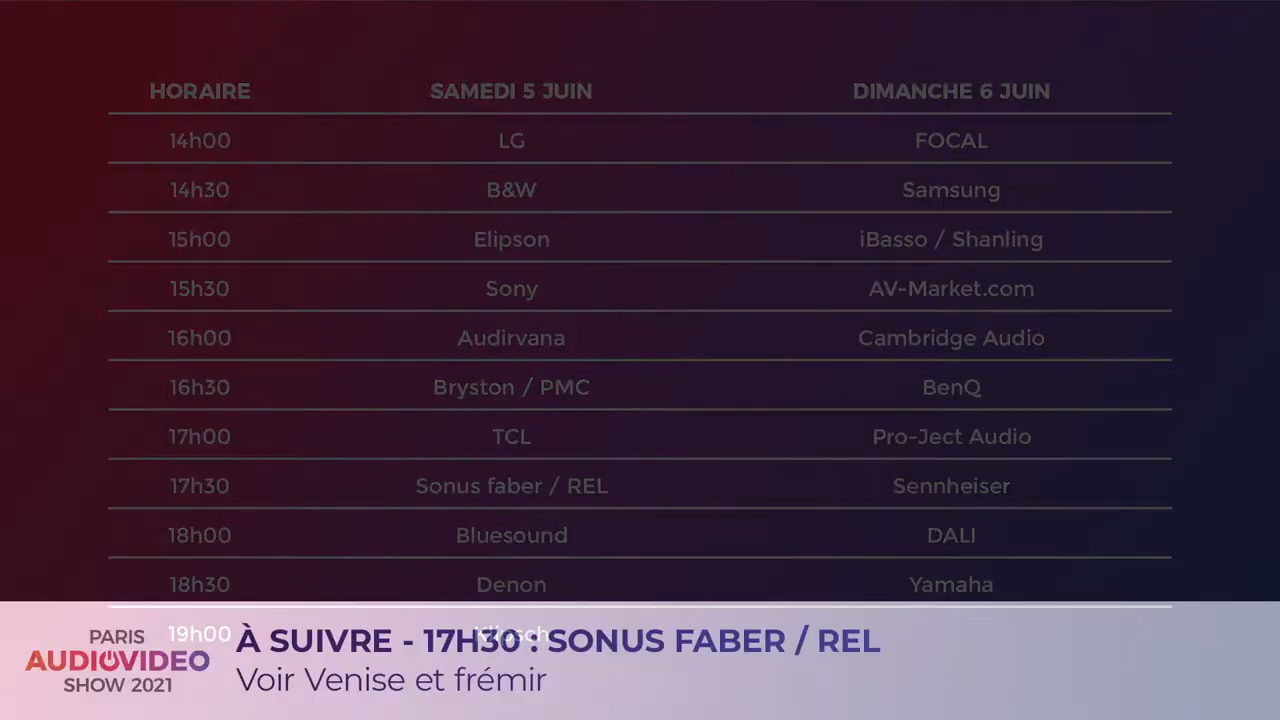 HORAIRE SAMEDI 5 JUIN DIMANCHE 6 JUIN
14h00 LG FOCAL
14h30 B&W Samsung
15h00 Elipson iBasso / Shanling
15h30 Sony AV-Market.com
16h00 Audirvana Cambridge Audio
16h30 Bryston / PMC BenQ
17h00 TCL Pro-Ject Audio
17h30 Sonus faber / REL Sennheiser
18h00 Bluesound DALI
18h30 Denon Yamaha
19h00 Klipsch
À SUIVRE - 17H30 : SONUS FABER / REL
Voir Venise et frémir
PARIS
AUDIOVIDEO
SHOW 2021